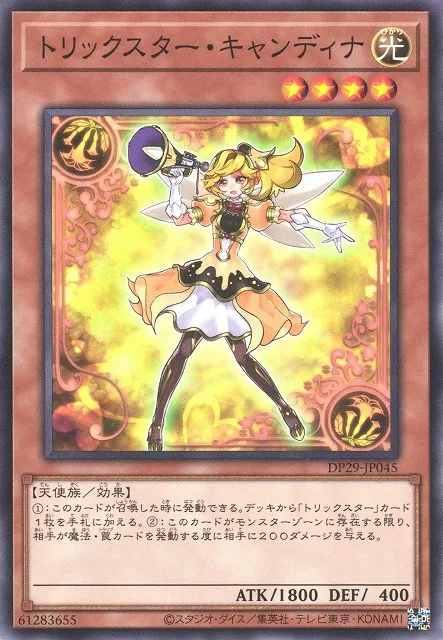 トリックスター・キャンディナ
光
ひかり
DP29-JP045
【天使族／効果】
①：このカードが召喚した時に発動できる。デッキから「トリックスター」カード
１枚を手札に加える。②：このカードがモンスターゾーンに存在する限り、
相手が魔法・罠カードを発動する度に相手に２００ダメージを与える。
ATK/1800 DEF/ 400
61283655
©スタジオ・ダイス／集英社・テレビ東京・KONAMI